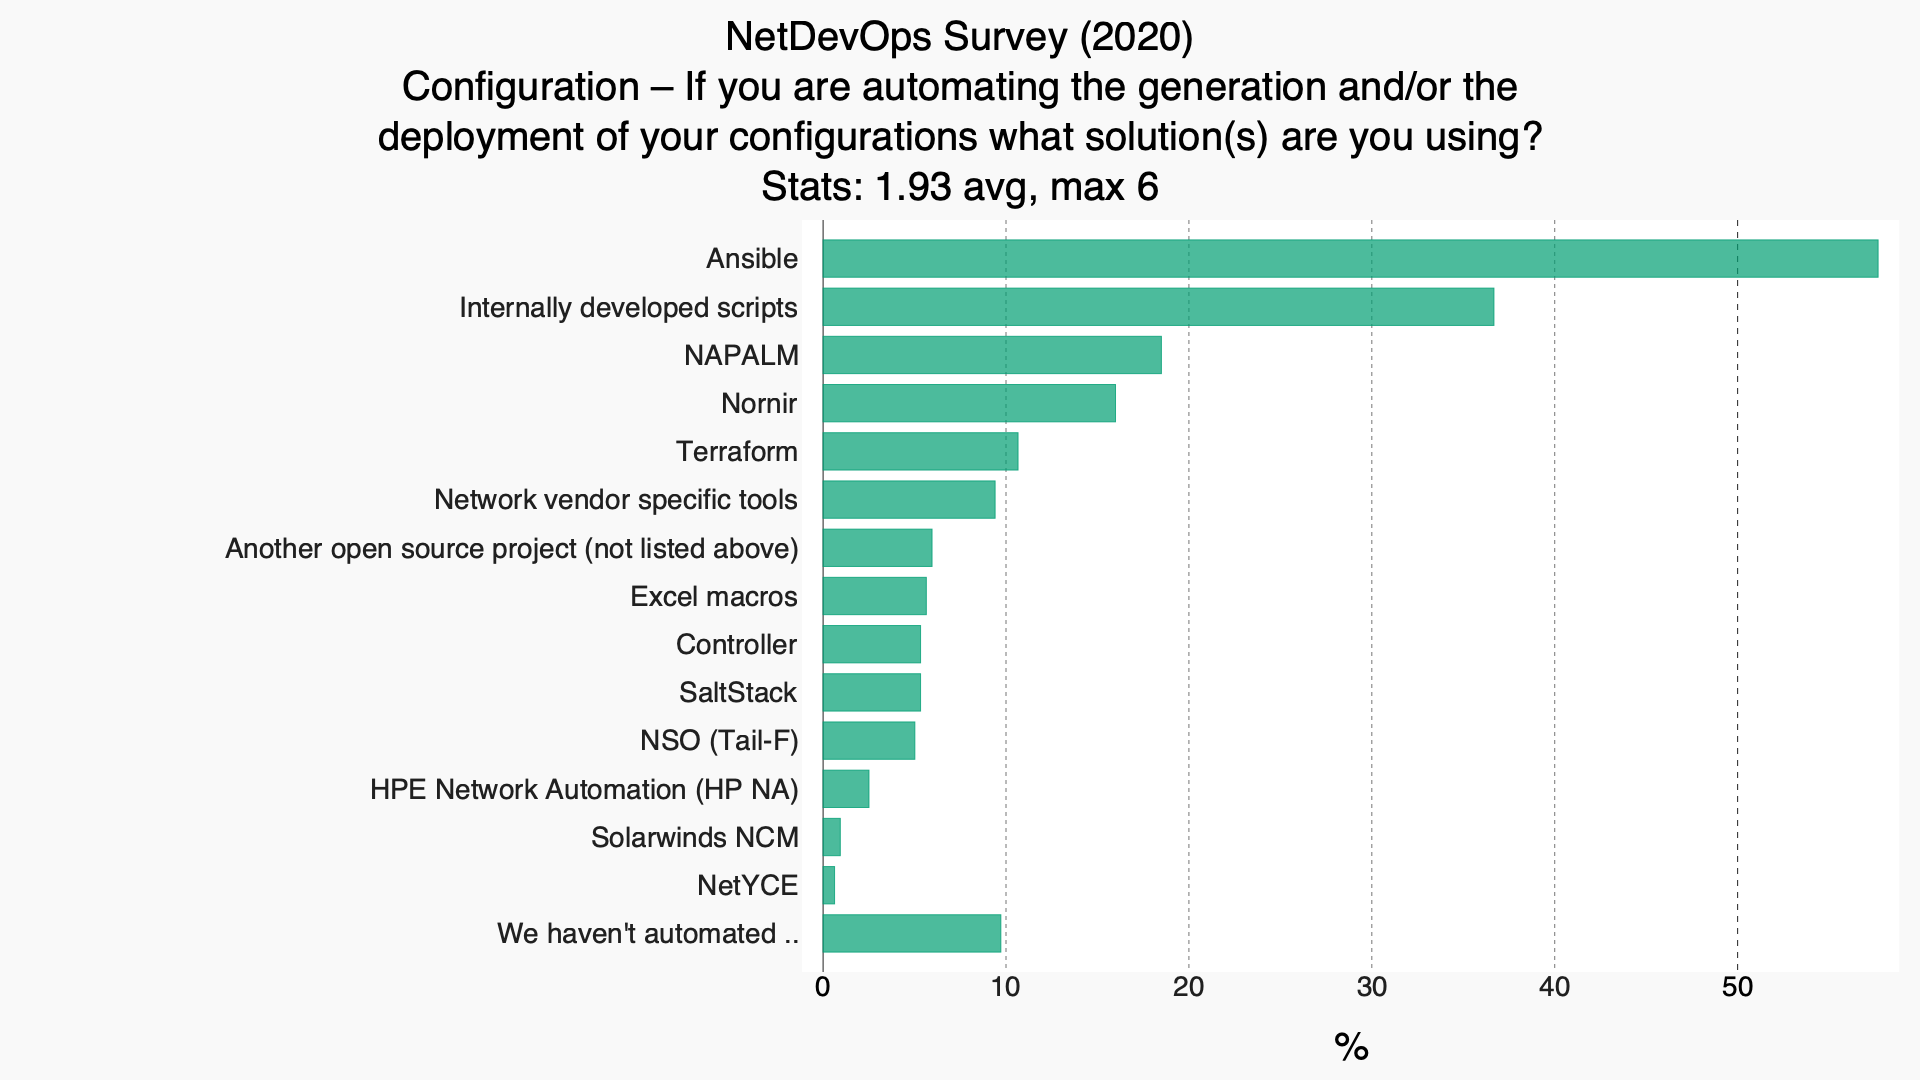 NetDevOps Survey (2020)
Configuration – If you are automating the generation and/or the
deployment of your configurations what solution(s) are you using?
Stats: 1.93 avg, max 6
Ansible
Internally developed scripts
NAPALM
Nornir
Terraform
Network vendor specific tools
Another open source project (not listed above)
Excel macros
Controller
SaltStack
NSO (Tail-F)
HPE Network Automation (HP NA)
Solarwinds NCM
NetYCE
We haven't automated ..
0 10 20 30 40 50
%